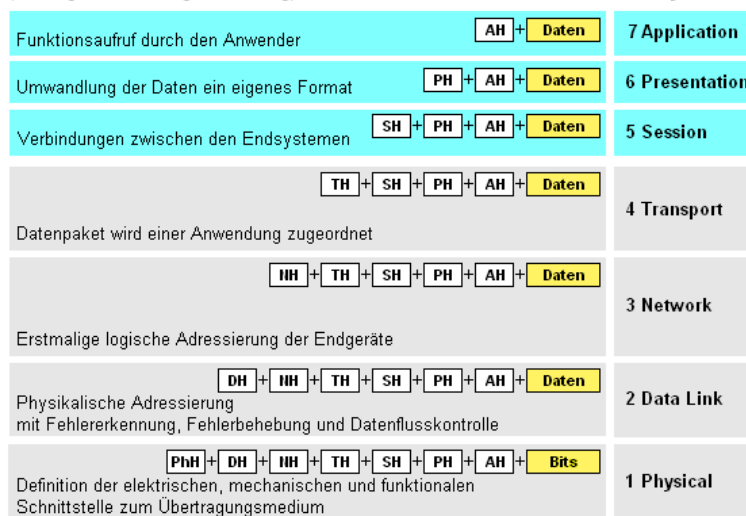 Funktionsaufruf durch den Anwender AH + Daten 7 Application
Umwandlung der Daten ein eigenes Format PH + AH + Daten 6 Presentation
Verbindungen zwischen den Endsystemen SH + PH + AH + Daten 5 Session
TH + SH + PH + AH + Daten
4 Transport
Datenpaket wird einer Anwendung zugeordnet
NH + TH + SH + PH + AH + Daten
3 Network
Erstmalige logische Adressierung der Endgeräte
DH + NH + TH + SH + PH + AH + Daten
Physikalische Adressierung 2 Data Link
mit Fehlererkennung, Fehlerbehebung und Datenflusskontrolle
PhH + DH + NH + TH + SH + PH + AH + Bits
Definition der elektrischen, mechanischen und funktionalen 1 Physical
Schnittstelle zum Übertragungsmedium